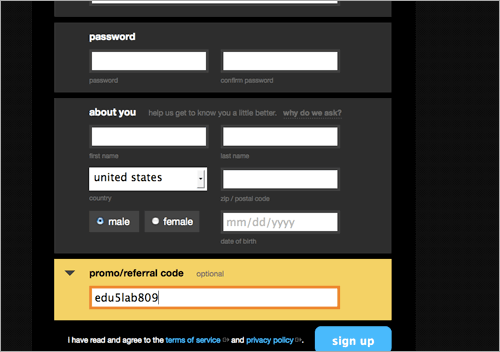 password
password confirm password
about you help us get to know you a little better. why do we ask?
first name last name
united states
country zip / postal code
male female mm/dd/yyyy
date of birth
promo/referral code optional
edu5lab809
I have read and agree to the terms of service and privacy policy. sign up